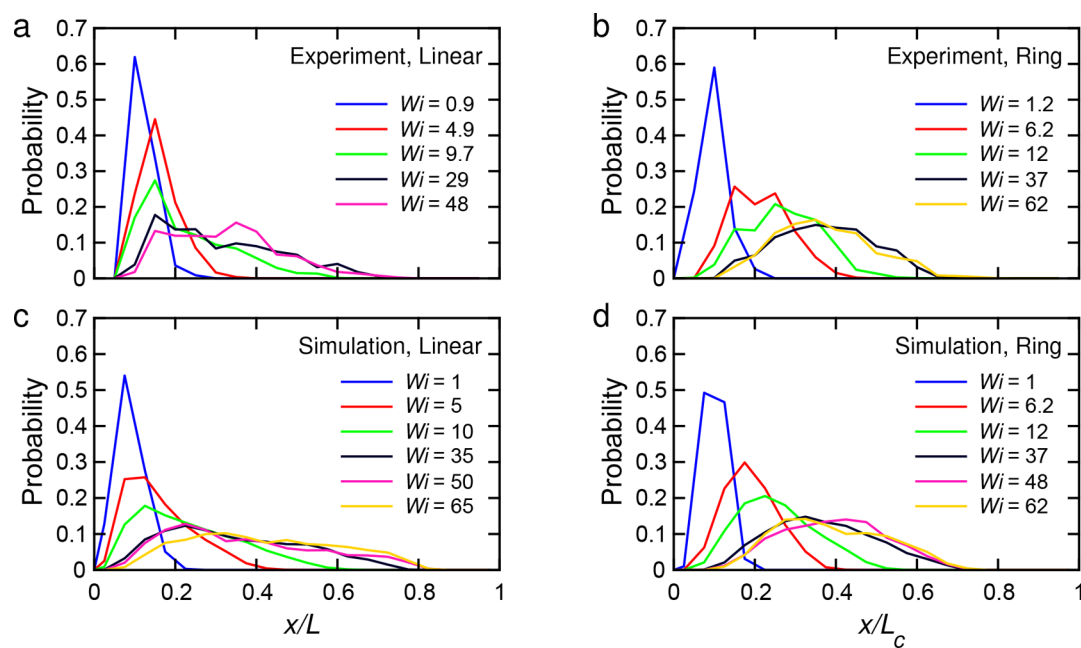 a
Experiment, Linear
Probability
0.7
0.6
0.5
0.4
0.3
0.2
0.1
0
Wi = 0.9
Wi = 4.9
Wi = 9.7
Wi = 29
Wi = 48
b
Experiment, Ring
Probability
0.7
0.6
0.5
0.4
0.3
0.2
0.1
0
Wi = 1.2
Wi = 6.2
Wi = 12
Wi = 37
Wi = 62
c
Simulation, Linear
Probability
0.7
0.6
0.5
0.4
0.3
0.2
0.1
0
Wi = 1
Wi = 5
Wi = 10
Wi = 35
Wi = 50
Wi = 65
0 0.2 0.4 0.6 0.8 1
x/L
d
Simulation, Ring
Probability
0.7
0.6
0.5
0.4
0.3
0.2
0.1
0
Wi = 1
Wi = 6.2
Wi = 12
Wi = 37
Wi = 48
Wi = 62
0 0.2 0.4 0.6 0.8 1
x/Lc